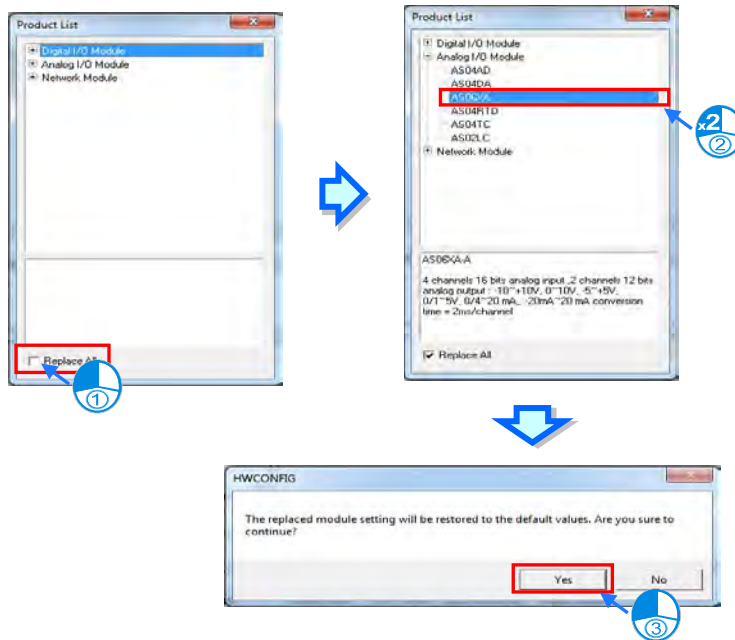 Product List
Digital I/O Module
Analog I/O Module
Network Module
Replace All
①
Product List
Digital I/O Module
Analog I/O Module
AS04AD
AS04DA
AS06XA
AS04RTD
AS04TC
AS02LC
Network Module
x2
②
AS06XA-A
4 channels 16 bits analog input ,2 channels 12 bits
analog output : -10~+10V, 0~10V, -5~+5V,
0/1~5V, 0/4~20 mA, -20mA~20 mA conversion
time = 2ms/channel
Replace All
HWCONFIG
The replaced module setting will be restored to the default values. Are you sure to
continue?
Yes
No
③